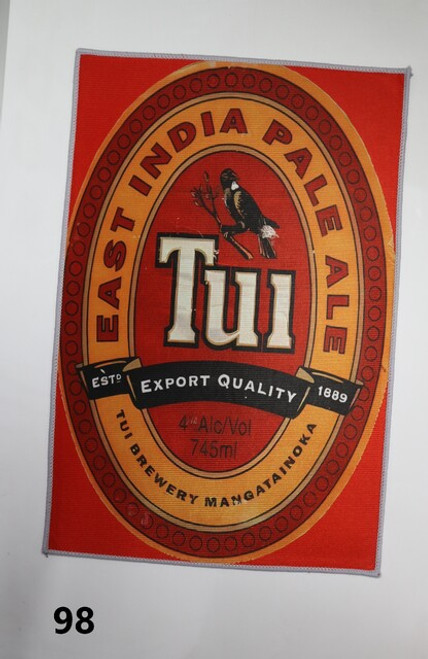 EAST INDIA PALE ALE
Tui
ESTD EXPORT QUALITY 1889
4% Alc/Vol
745ml
TUI BREWERY MANGATAINOKA
98